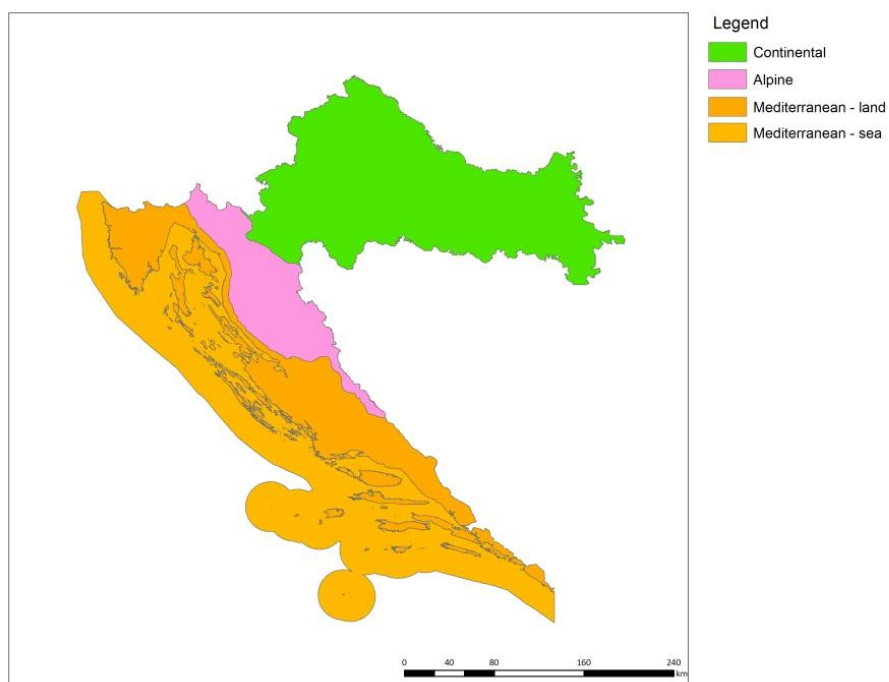 Legend
Continental
Alpine
Mediterranean - land
Mediterranean - sea
0 40 80 160 240
km